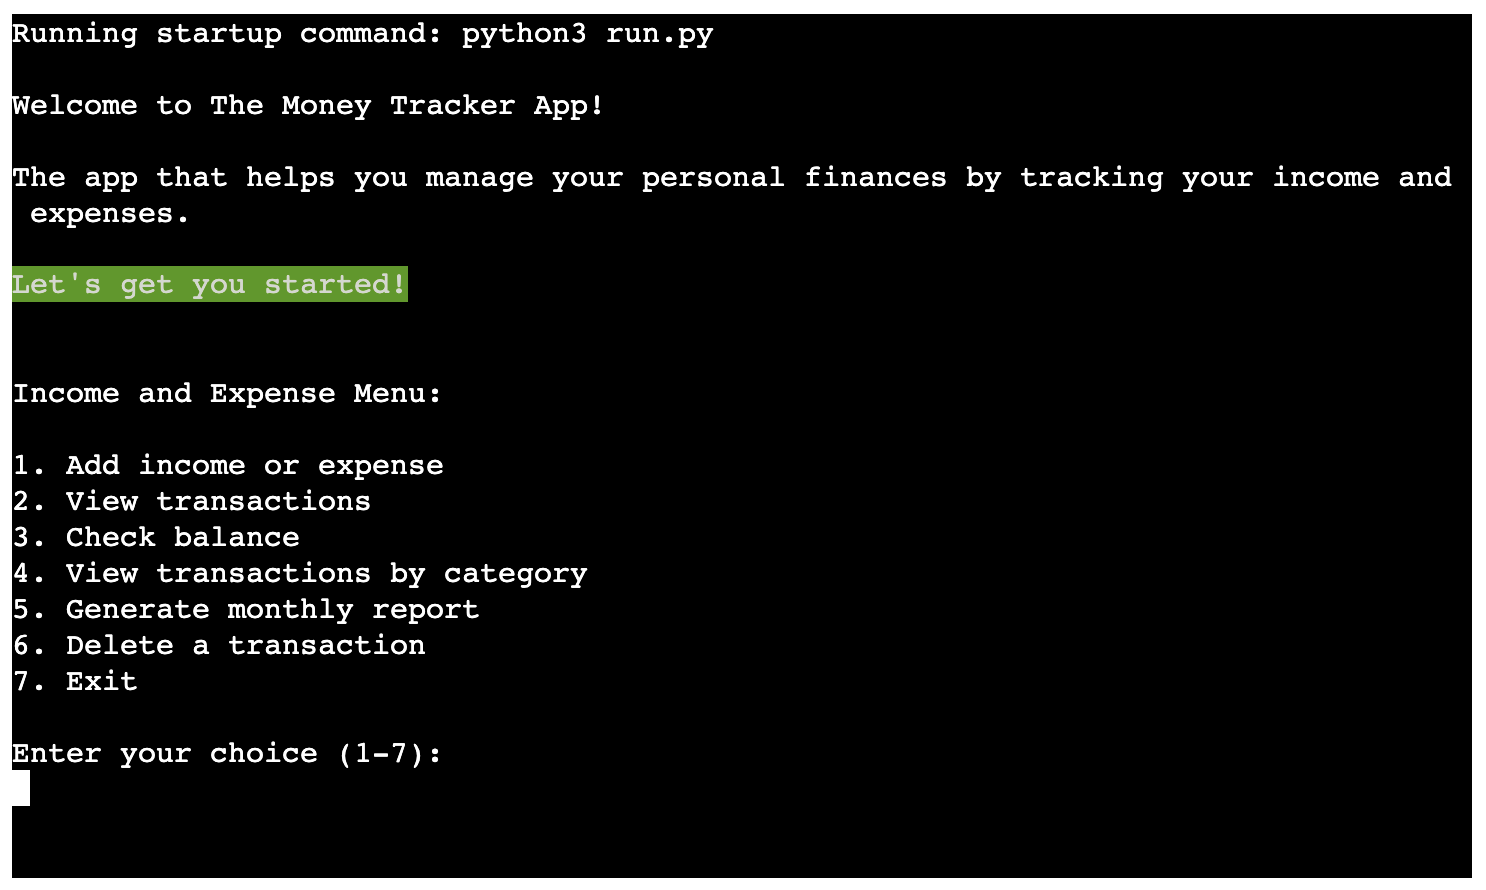 Running startup command: python3 run.py
Welcome to The Money Tracker App!
The app that helps you manage your personal finances by tracking your income and
expenses.
Let's get you started!
Income and Expense Menu:
1. Add income or expense
2. View transactions
3. Check balance
4. View transactions by category
5. Generate monthly report
6. Delete a transaction
7. Exit
Enter your choice (1-7):